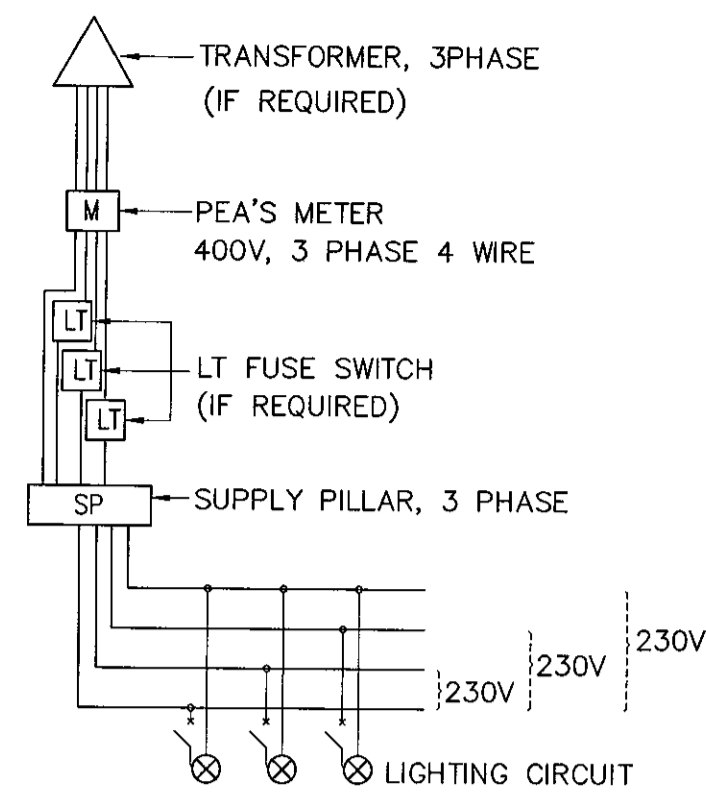 TRANSFORMER, 3PHASE
(IF REQUIRED)
M
PEA'S METER
400V, 3 PHASE 4 WIRE
LT
LT
LT FUSE SWITCH
(IF REQUIRED)
LT
SP
SUPPLY PILLAR, 3 PHASE
230V
230V
230V
LIGHTING CIRCUIT